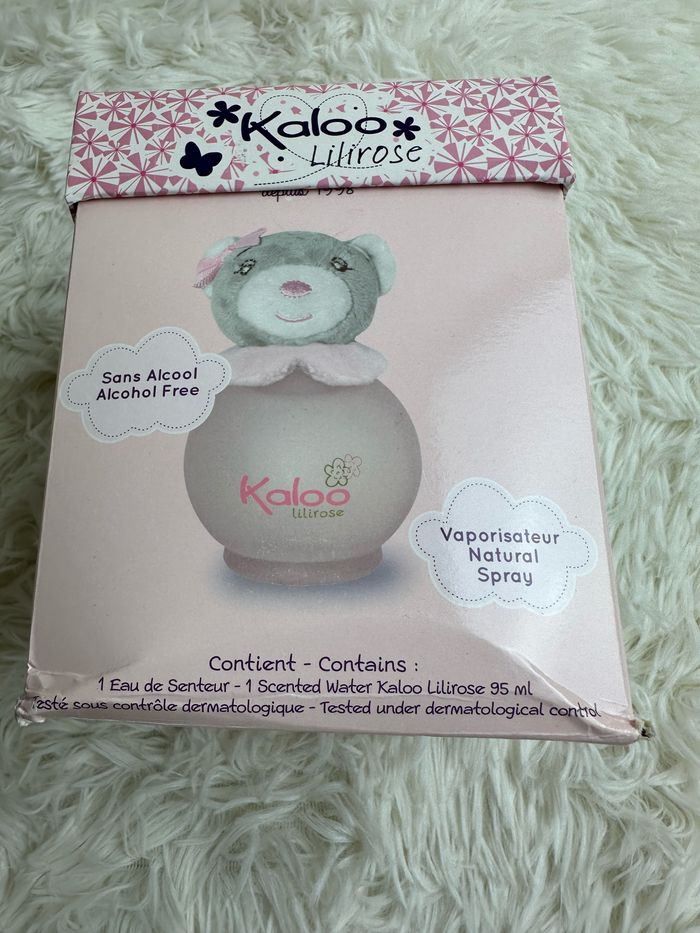 Kaloo
Lilirose
depuis 1998
Sans Alcool
Alcohol Free
Kaloo
lilirose
Vaporisateur
Natural
Spray
Contient - Contains :
1 Eau de Senteur - 1 Scented Water Kaloo Lilirose 95 ml
Testé sous contrôle dermatologique - Tested under dermatological control